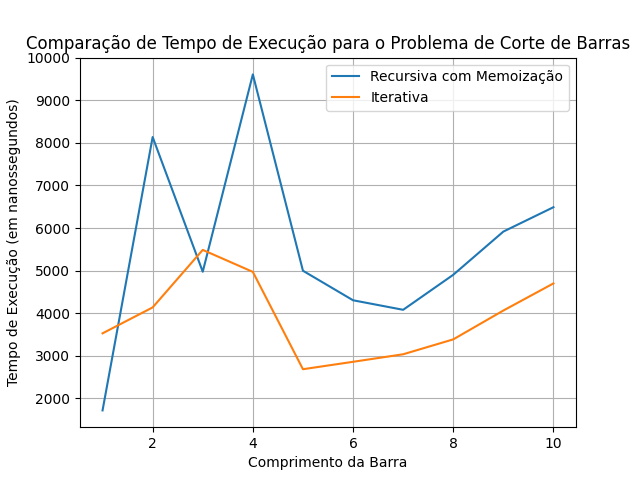 Comparação de Tempo de Execução para o Problema de Corte de Barras
Recursiva com Memoização
Iterativa
Tempo de Execução (em nanossegundos)
10000
9000
8000
7000
6000
5000
4000
3000
2000
2 4 6 8 10
Comprimento da Barra